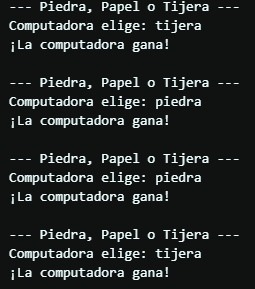 --- Piedra, Papel o Tijera ---
Computadora elige: tijera
¡La computadora gana!
--- Piedra, Papel o Tijera ---
Computadora elige: piedra
¡La computadora gana!
--- Piedra, Papel o Tijera ---
Computadora elige: piedra
¡La computadora gana!
--- Piedra, Papel o Tijera ---
Computadora elige: tijera
¡La computadora gana!